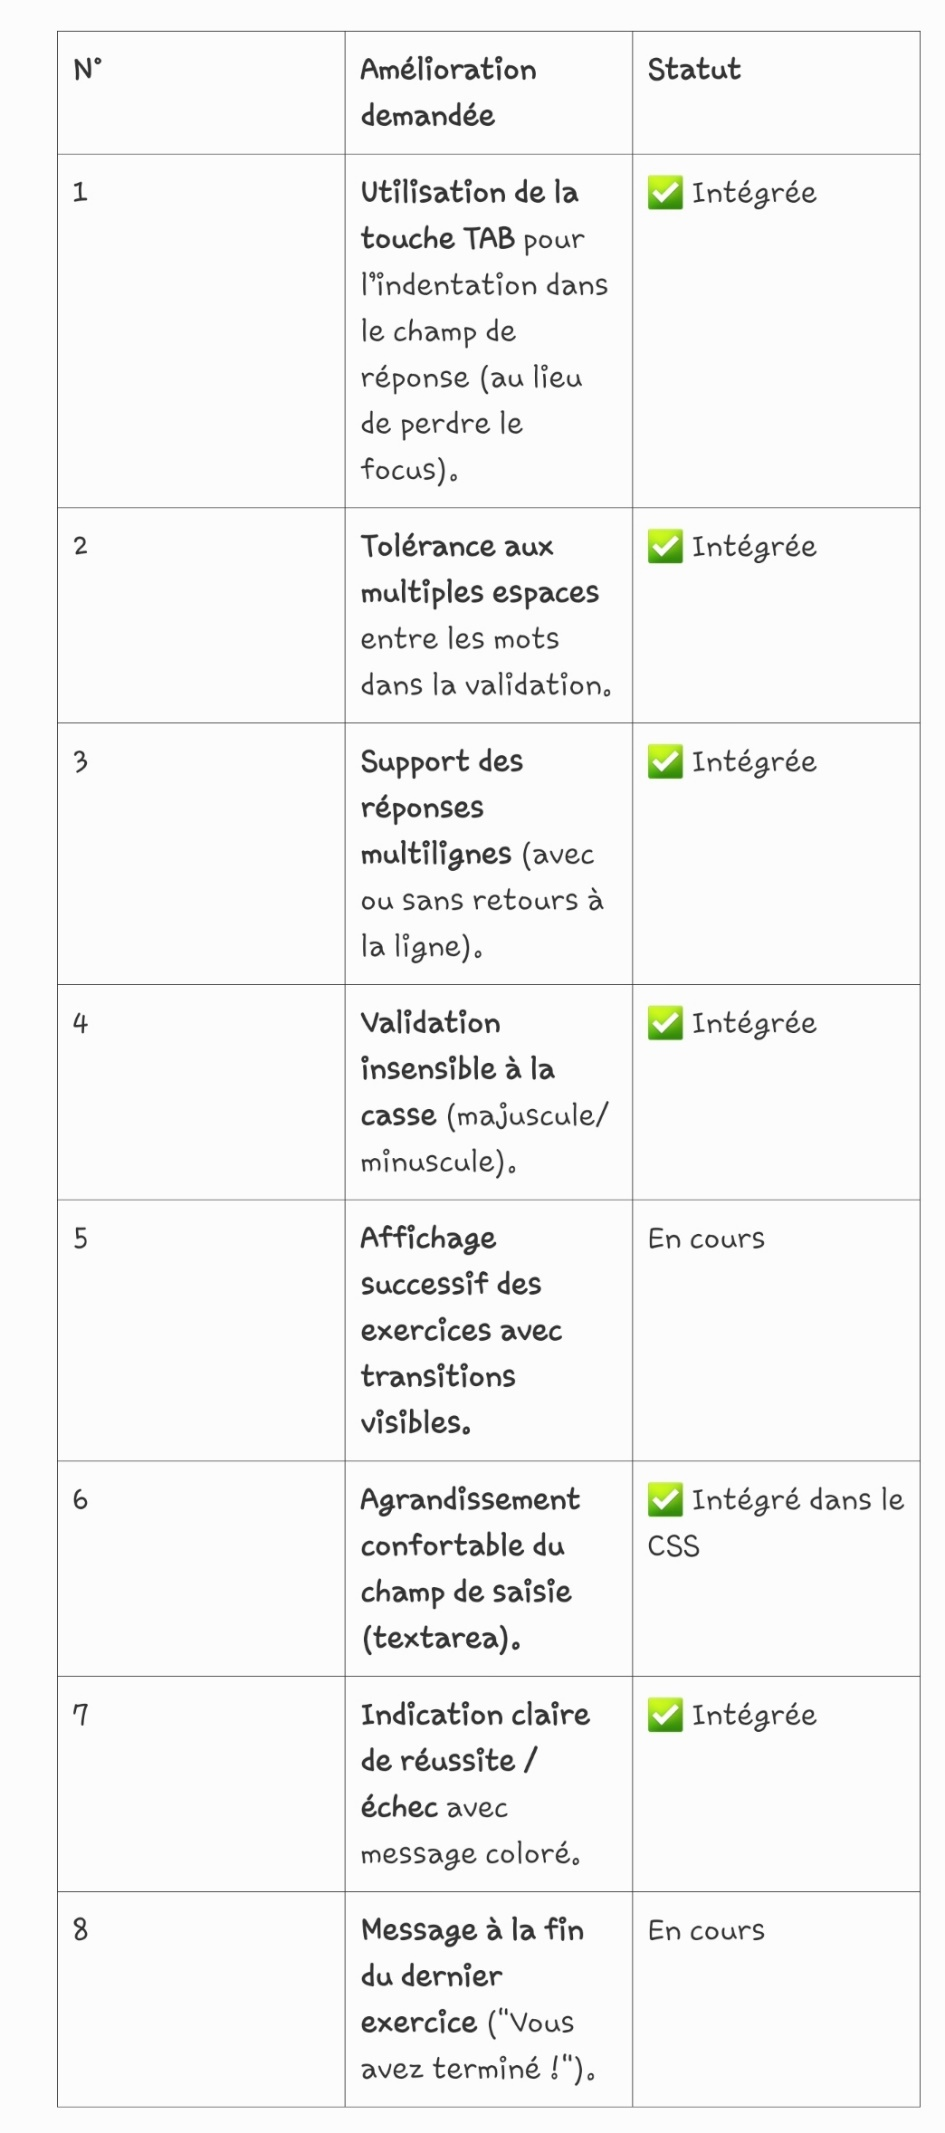 N°
Amélioration
demandée
Statut
1
Utilisation de la
touche TAB pour
l'indentation dans
le champ de
réponse (au lieu
de perdre le
focus).
✅ Intégrée
2
Tolérance aux
multiples espaces
entre les mots
dans la validation.
✅ Intégrée
3
Support des
réponses
multilignes (avec
ou sans retours à
la ligne).
✅ Intégrée
4
Validation
insensible à la
casse (majuscule/
minuscule).
✅ Intégrée
5
Affichage
successif des
exercices avec
transitions
visibles.
En cours
6
Agrandissement
confortable du
champ de saisie
(textarea).
✅ Intégré dans le
CSS
7
Indication claire
de réussite /
échec avec
message coloré.
✅ Intégrée
8
Message à la fin
du dernier
exercice ("Vous
avez terminé !").
En cours